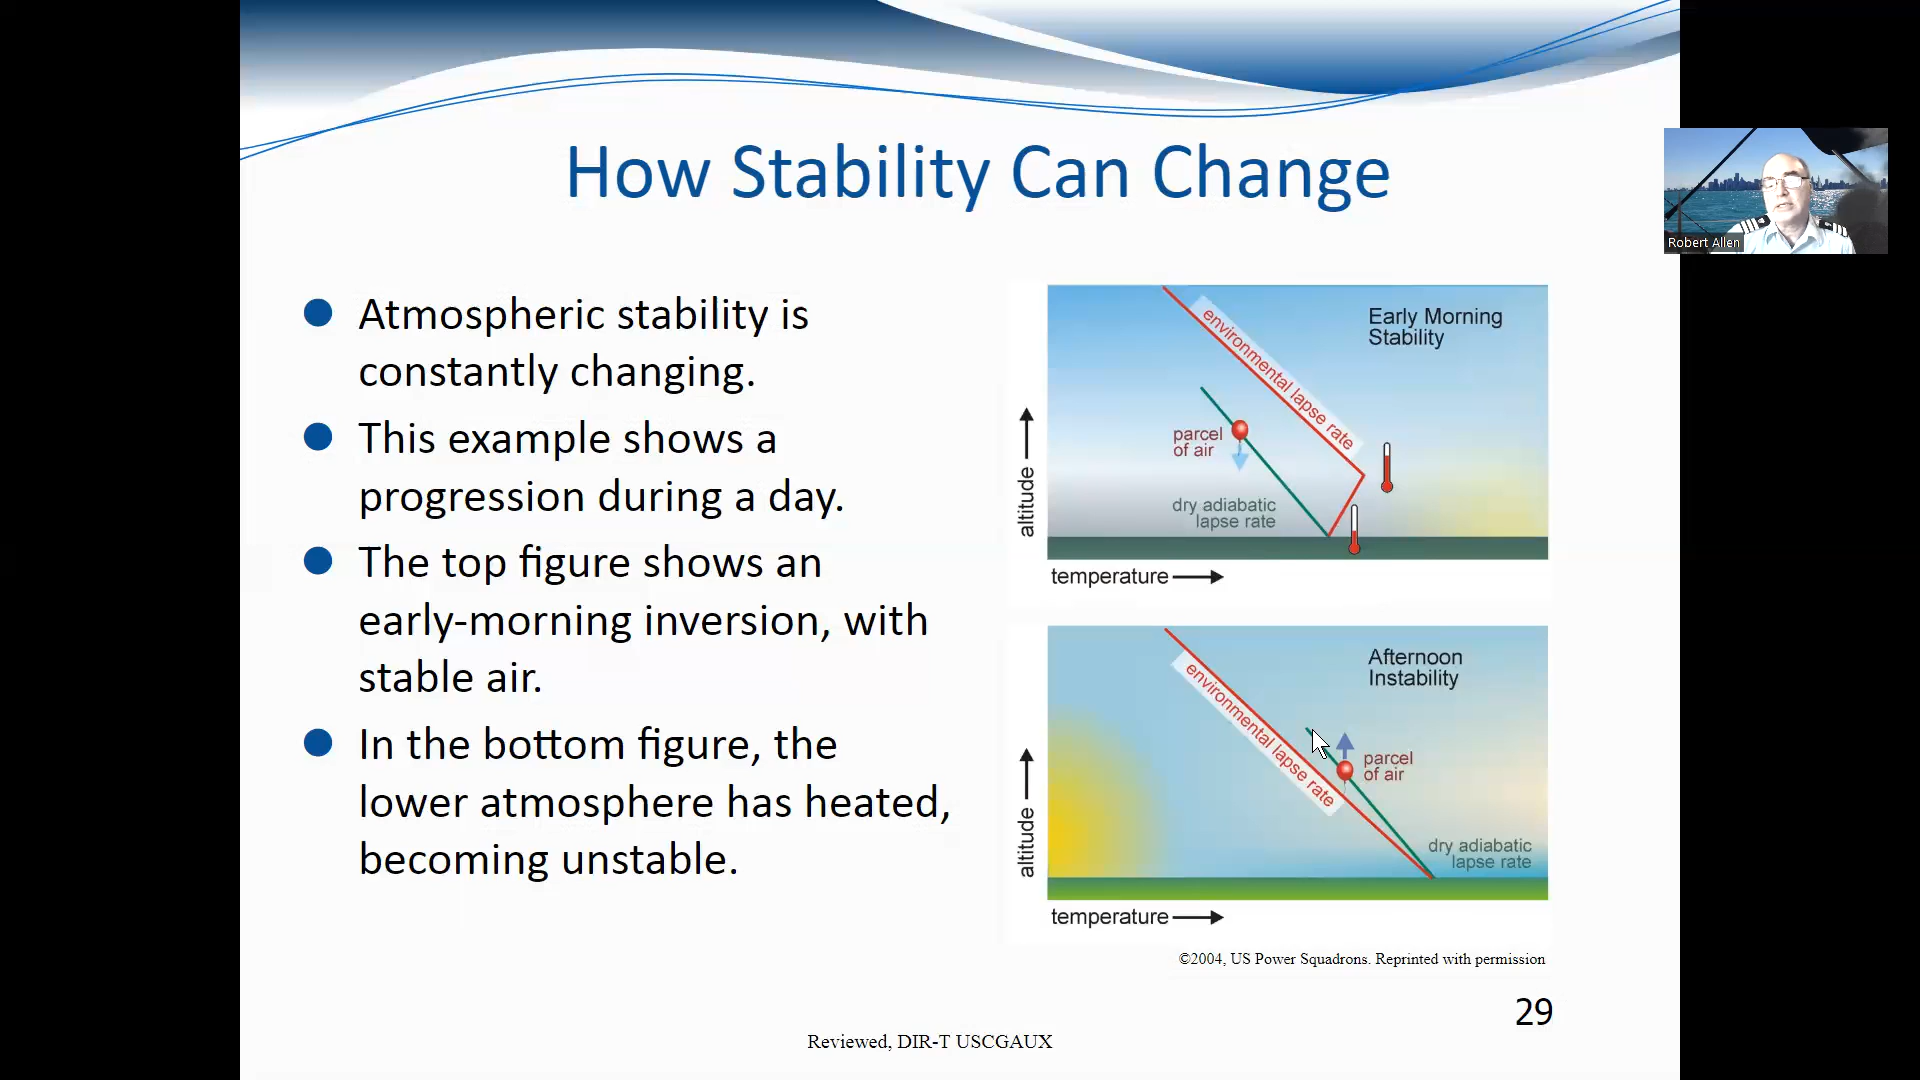 How Stability Can Change
Robert Allen
Atmospheric stability is
constantly changing.
This example shows a
progression during a day.
The top figure shows an
early-morning inversion, with
stable air.
In the bottom figure, the
lower atmosphere has heated,
becoming unstable.
Early Morning
Stability
environmental lapse rate
parcel
of air
dry adiabatic
lapse rate
altitude
temperature
Afternoon
Instability
environmental lapse rate
parcel
of air
dry adiabatic
lapse rate
altitude
temperature
©2004, US Power Squadrons. Reprinted with permission
29
Reviewed, DIR-T USCGAUX